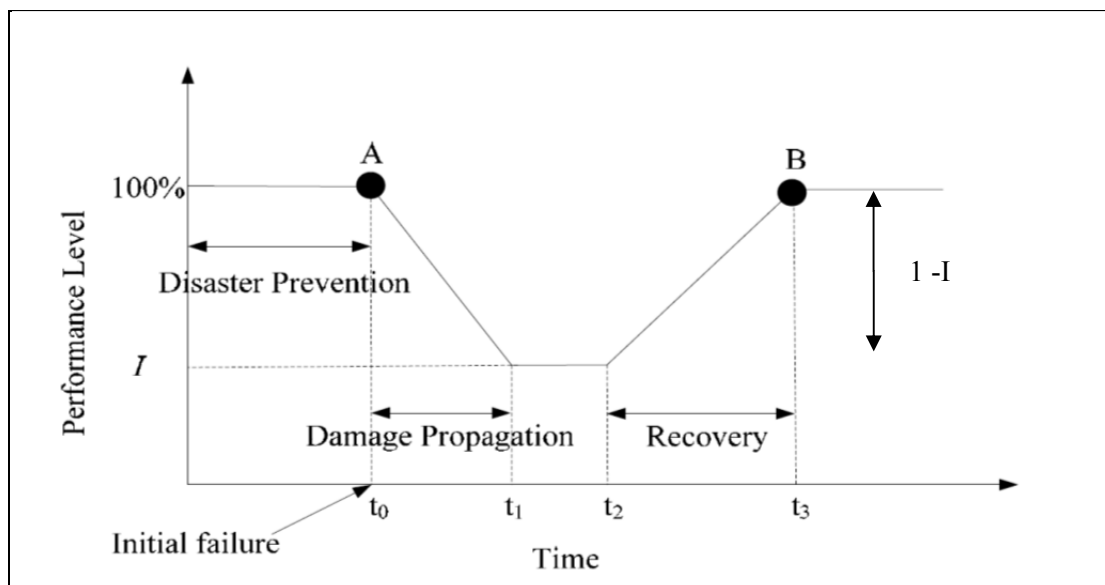 A
B
100%
Performance Level
Disaster Prevention
1 -I
I
Damage Propagation
Recovery
t₀
t₁
t₂
t₃
Initial failure
Time